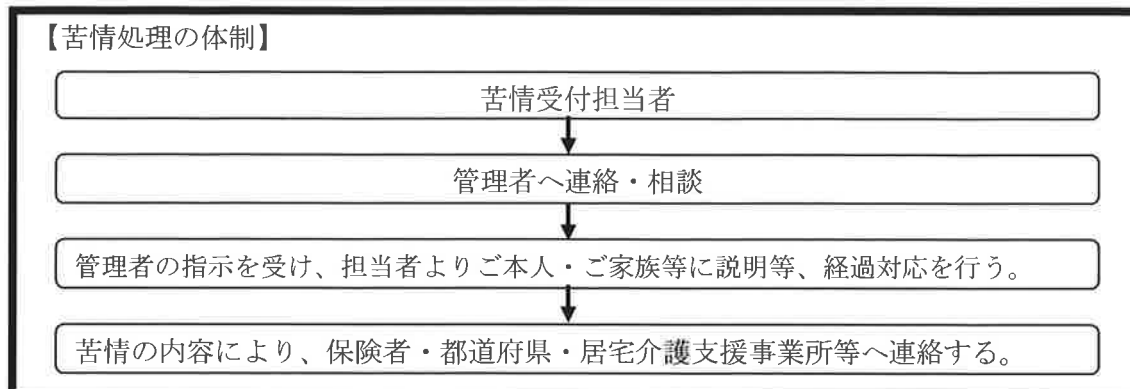 【苦情処理の体制】
苦情受付担当者
管理者へ連絡・相談
管理者の指示を受け、担当者よりご本人・ご家族等に説明等、経過対応を行う。
苦情の内容により、保険者・都道府県・居宅介護支援事業所等へ連絡する。